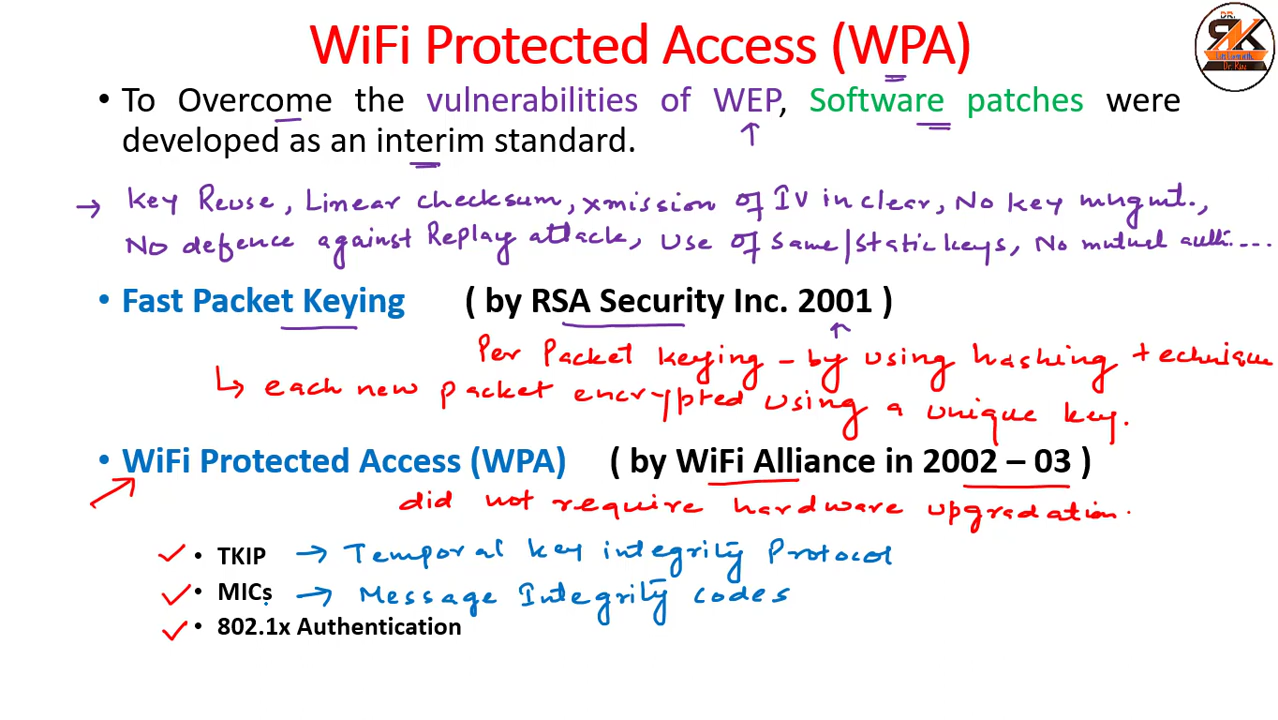 WiFi Protected Access (WPA)
DR.
Dr. Rau
• To Overcome the vulnerabilities of WEP, Software patches were
developed as an interim standard.
→ Key Reuse, Linear checksum, xmission of IV in clear, No key mngmt.,
No defence against Replay attack, Use of same/static keys, No mutual auth....
• Fast Packet Keying ( by RSA Security Inc. 2001 )
Per Packet keying – by using hashing technique
↳ each new packet encrypted using a unique key.
• WiFi Protected Access (WPA) ( by WiFi Alliance in 2002 – 03 )
did not require hardware upgradation.
✓ • TKIP → Temporal key integrity Protocol
✓ • MICs → Message Integrity codes
✓ • 802.1x Authentication